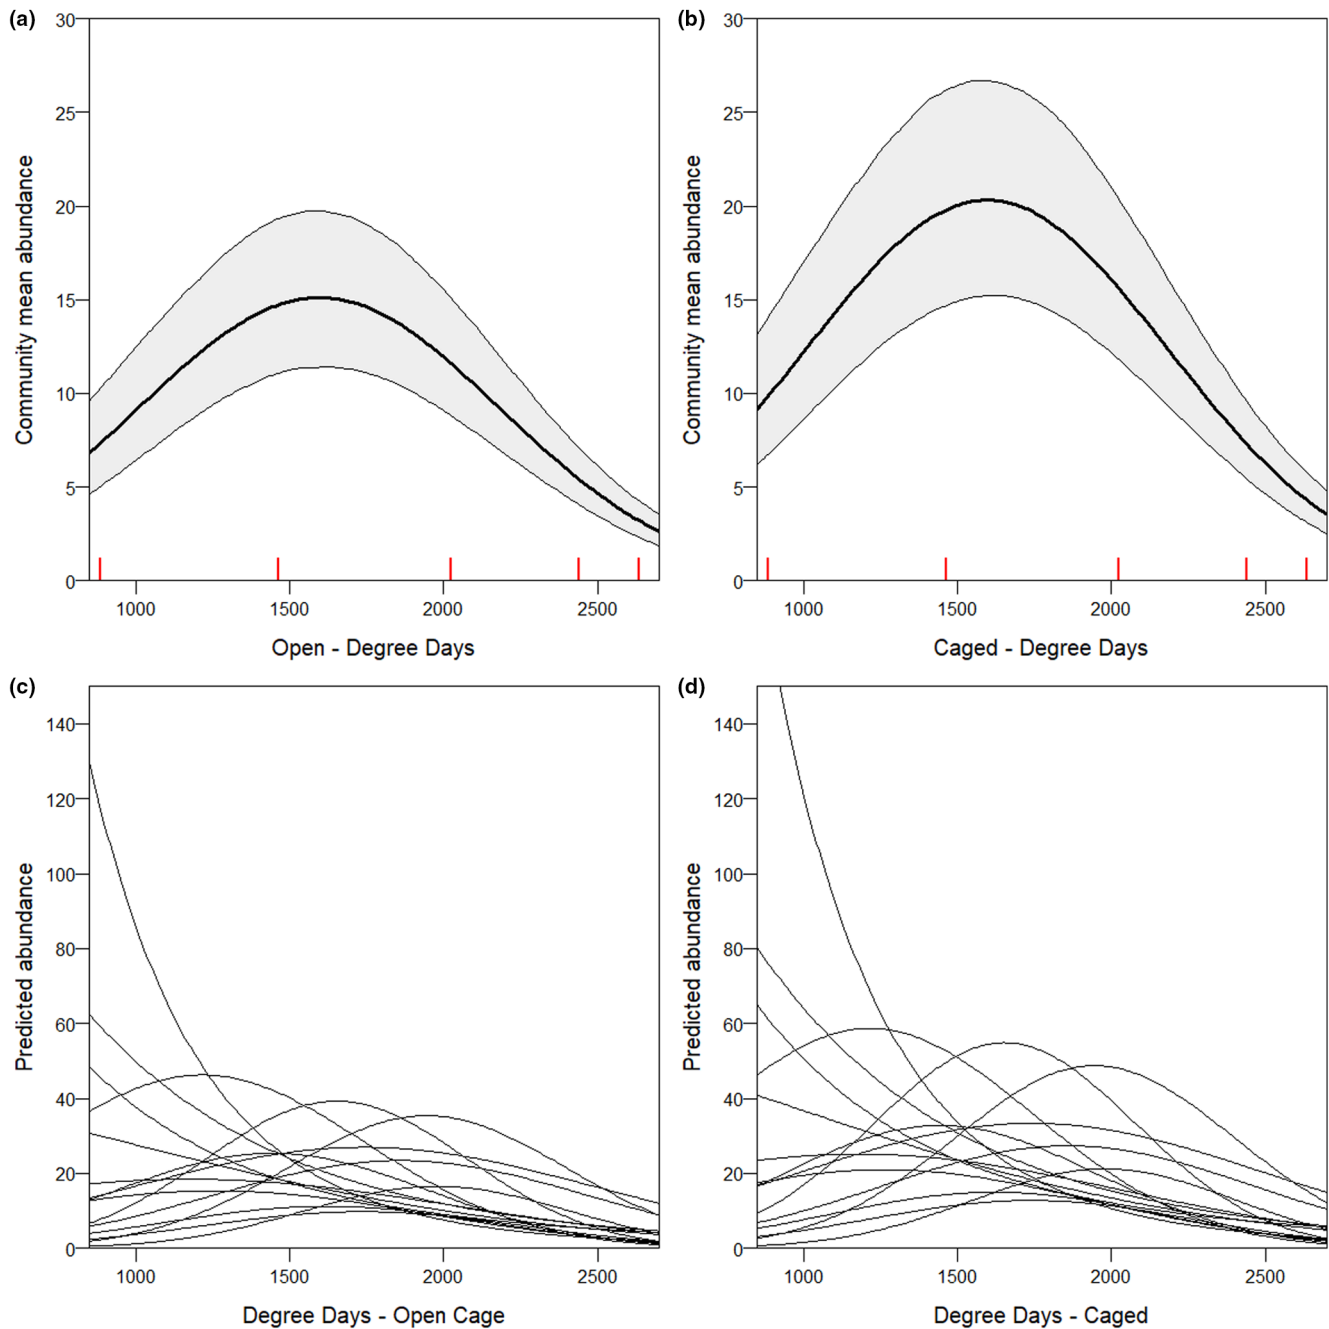 (a)
30
25
20
15
10
5
0
Community mean abundance
1000 1500 2000 2500
Open - Degree Days
(b)
30
25
20
15
10
5
0
Community mean abundance
1000 1500 2000 2500
Caged - Degree Days
(c)
140
120
100
80
60
40
20
0
Predicted abundance
1000 1500 2000 2500
Degree Days - Open Cage
(d)
140
120
100
80
60
40
20
0
Predicted abundance
1000 1500 2000 2500
Degree Days - Caged